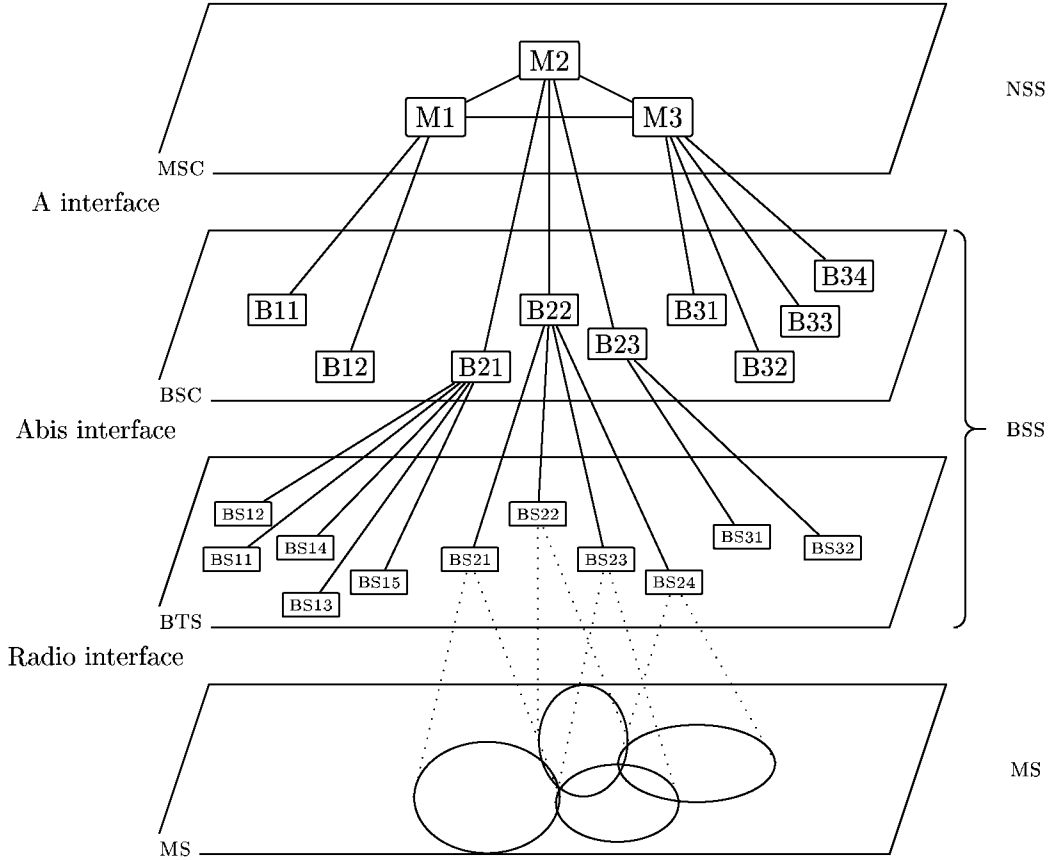 M2
NSS
M1
M3
MSC
A interface
B34
B11
B22
B31
B33
B23
B12
B21
B32
BSC
Abis interface
BSS
BS12
BS22
BS31
BS11
BS14
BS21
BS23
BS32
BS15
BS24
BS13
BTS
Radio interface
MS
MS